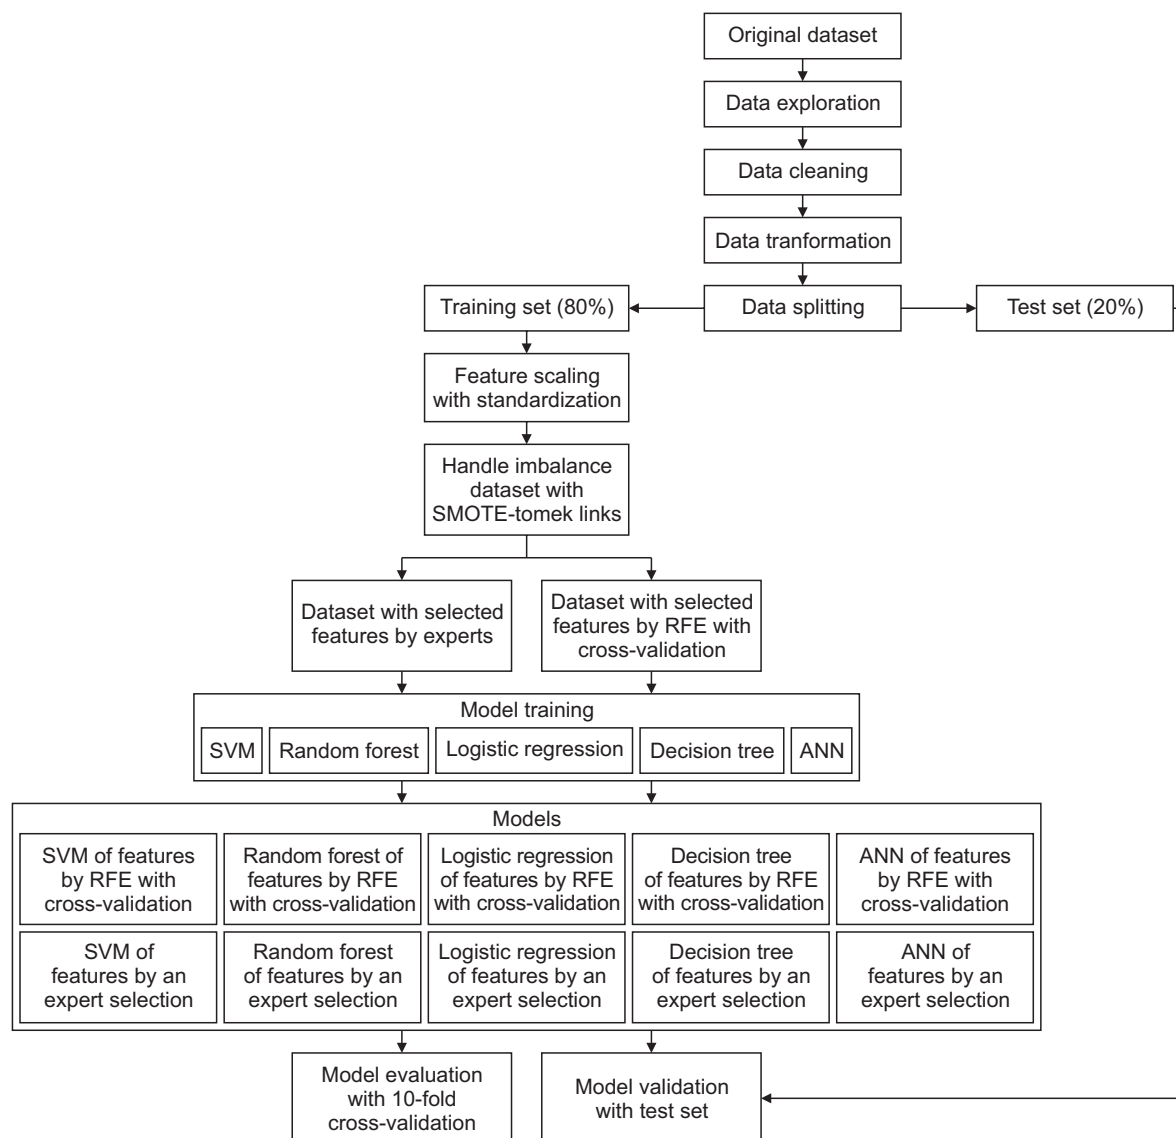 Original dataset
Data exploration
Data cleaning
Data tranformation
Training set (80%)
Data splitting
Test set (20%)
Feature scaling
with standardization
Handle imbalance
dataset with
SMOTE-tomek links
Dataset with selected
features by experts
Dataset with selected
features by RFE with
cross-validation
Model training
SVM
Random forest
Logistic regression
Decision tree
ANN
Models
SVM of features
by RFE with
cross-validation
Random forest of
features by RFE
with cross-validation
Logistic regression
of features by RFE
with cross-validation
Decision tree
of features by RFE
with cross-validation
ANN of features
by RFE with
cross-validation
SVM of
features by an
expert selection
Random forest
of features by an
expert selection
Logistic regression
of features by an
expert selection
Decision tree
of features by an
expert selection
ANN of
features by an
expert selection
Model evaluation
with 10-fold
cross-validation
Model validation
with test set